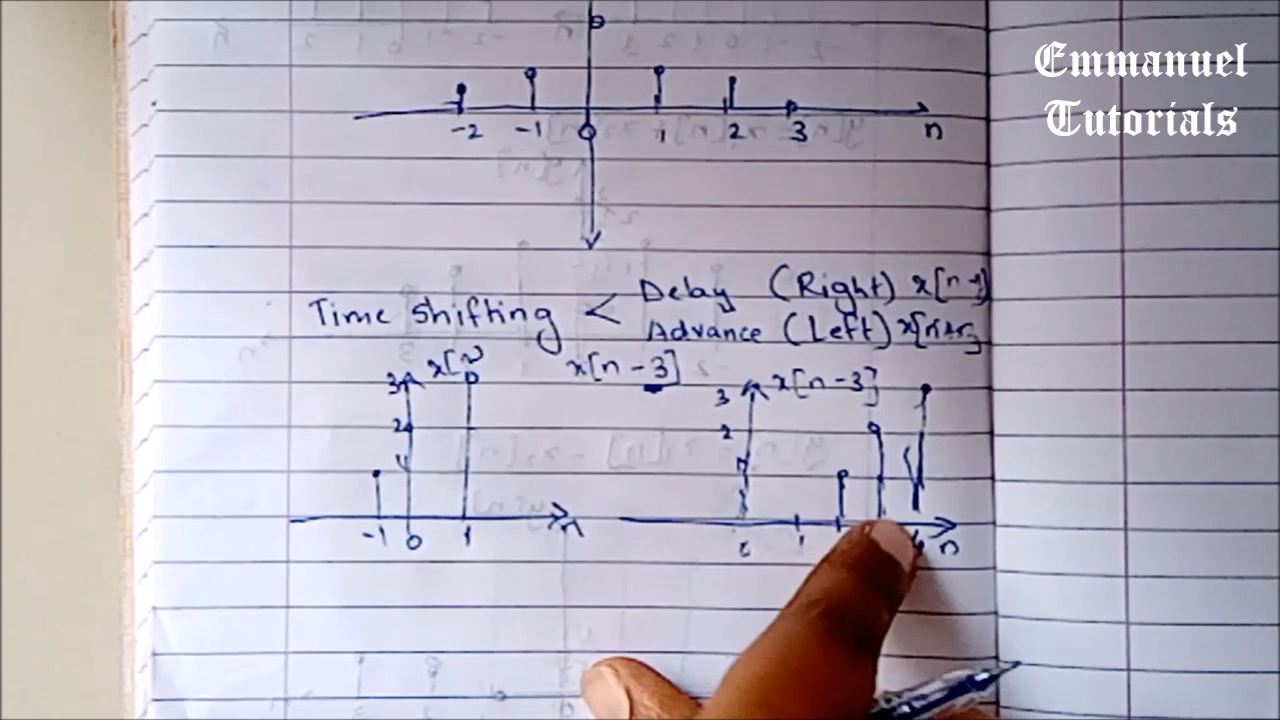 Emmanuel
Tutorials
-2 -1 0 1 2 3 n
Time Shifting < Delay (Right) x[n-1]
Advance (Left)
x[n-3] x[n-3]
3 3
2 2
-1 0 1 n 1 n